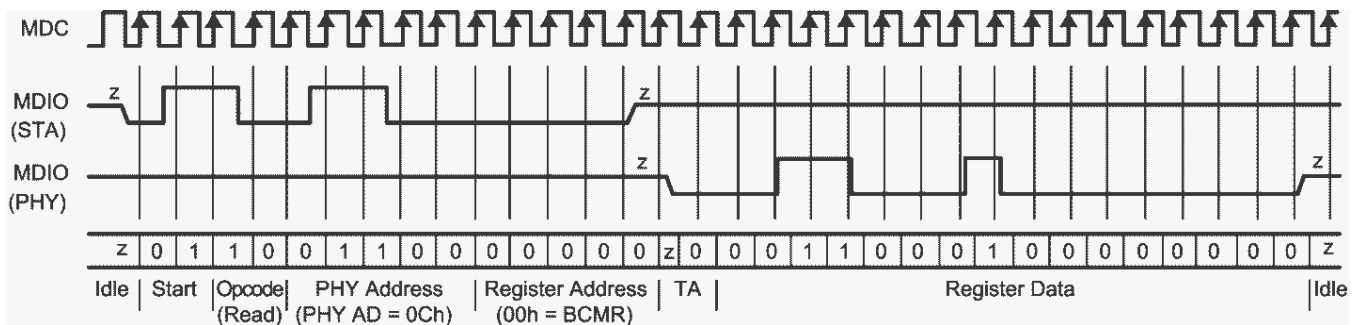 MDC
z z
MDIO
(STA)
z z
MDIO
(PHY)
z 0 1 1 0 0 1 1 0 0 0 0 0 0 0 z 0 0 0 1 1 0 0 0 1 0 0 0 0 0 0 0 0 z
Idle Start Opcode PHY Address Register Address TA Register Data Idle
(Read) (PHY AD = 0Ch) (00h = BCMR)